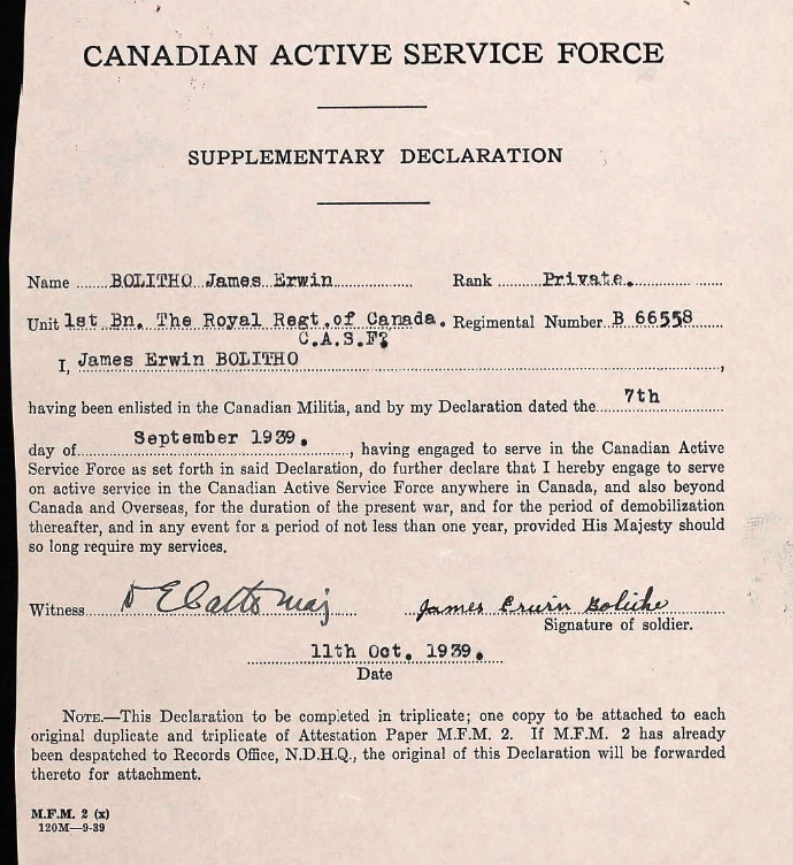 CANADIAN ACTIVE SERVICE FORCE
SUPPLEMENTARY DECLARATION
Name BOLITHO James Erwin Rank Private.
Unit 1st Bn. The Royal Regt.of Canada. Regimental Number B 66558
C.A.S.F?
I, James Erwin BOLITHO ,
having been enlisted in the Canadian Militia, and by my Declaration dated the 7th
day of September 1939. , having engaged to serve in the Canadian Active
Service Force as set forth in said Declaration, do further declare that I hereby engage to serve
on active service in the Canadian Active Service Force anywhere in Canada, and also beyond
Canada and Overseas, for the duration of the present war, and for the period of demobilization
thereafter, and in any event for a period of not less than one year, provided His Majesty should
so long require my services.
Witness Maj James Erwin Bolitho
Signature of soldier.
11th Oct. 1939.
Date
NOTE.—This Declaration to be completed in triplicate; one copy to be attached to each
original duplicate and triplicate of Attestation Paper M.F.M. 2. If M.F.M. 2 has already
been despatched to Records Office, N.D.H.Q., the original of this Declaration will be forwarded
thereto for attachment.
M.F.M. 2 (x)
120M—9-39